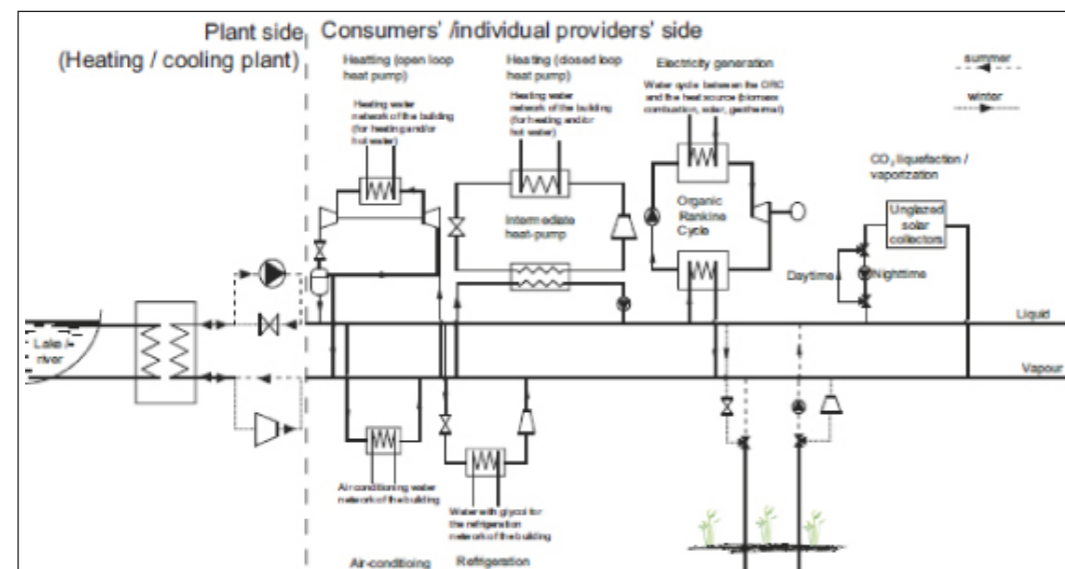 Plant side
(Heating / cooling plant)
Consumers' /individual providers' side
Heatting (open loop
heat pump)
Heating water
network of the building
(for heating and/or
hot water)
Heating (closed loop
heat pump)
Heating water
network of the building
(for heating and/or
hot water)
Electricity generation
Water cycle between the ORC
and the heat source (biomass
combustion, solar, geothermal)
summer
winter
CO₂ liquefaction /
vaporization
Unglazed
solar
collectors
Intermediate
heat-pump
Organic
Rankine
Cycle
Daytime
Nighttime
Lake /
river
Liquid
Vapour
Air-conditioning water
network of the building
Water with glycol for
the refrigeration
network of the building
Air-conditioing
Refrigeration